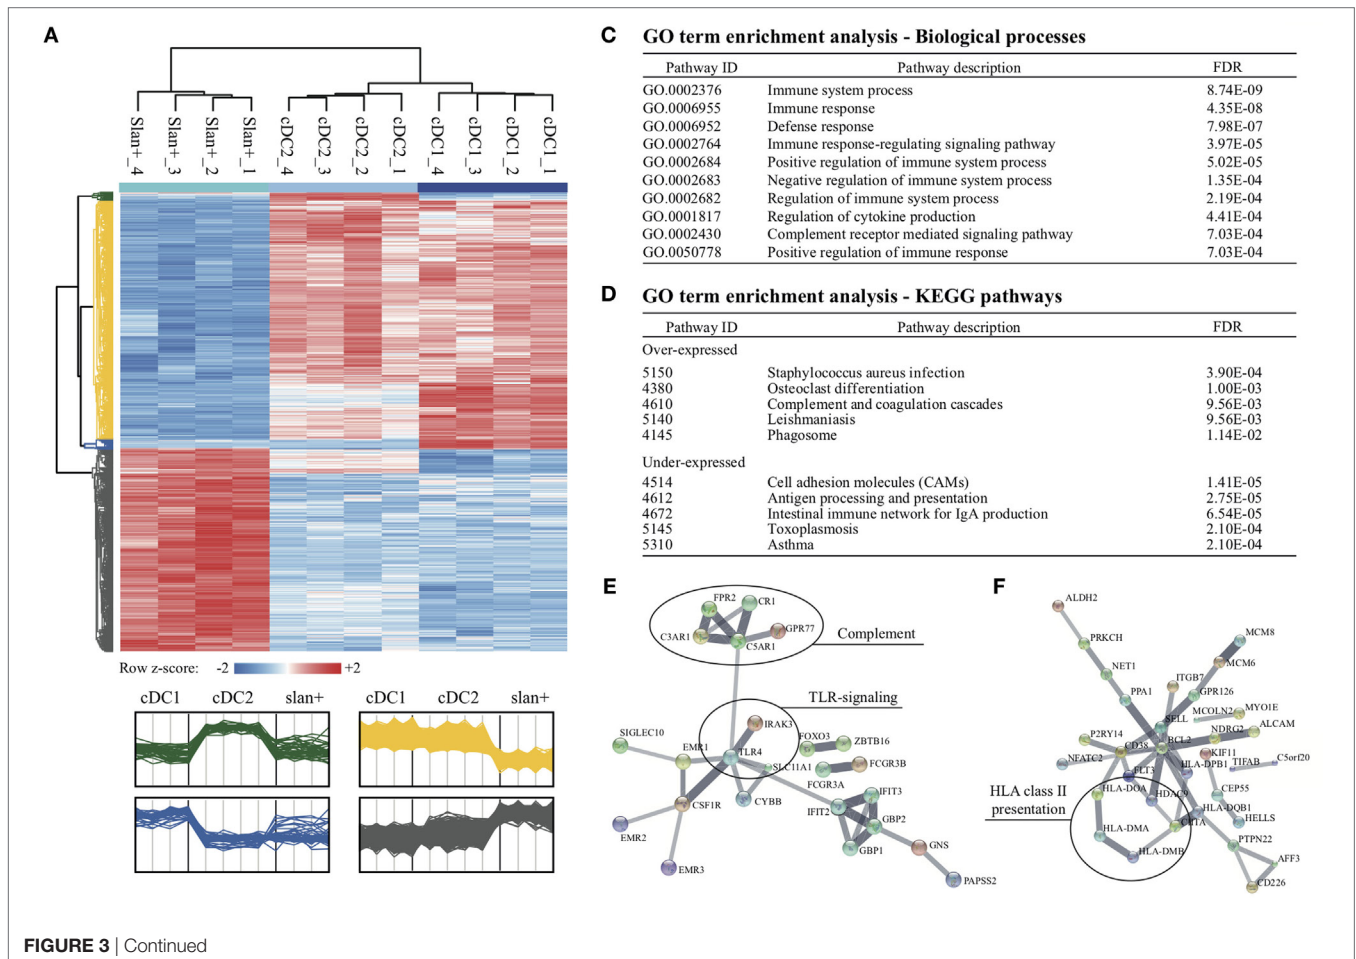 A
Slan+_4
Slan+_3
Slan+_2
Slan+_1
cDC2_4
cDC2_3
cDC2_2
cDC2_1
cDC1_4
cDC1_3
cDC1_2
cDC1_1
Row z-score: -2 +2
cDC1 cDC2 slan+
cDC1 cDC2 slan+
C GO term enrichment analysis - Biological processes
Pathway ID Pathway description FDR
GO.0002376 Immune system process 8.74E-09
GO.0006955 Immune response 4.35E-08
GO.0006952 Defense response 7.98E-07
GO.0002764 Immune response-regulating signaling pathway 3.97E-05
GO.0002684 Positive regulation of immune system process 5.02E-05
GO.0002683 Negative regulation of immune system process 1.35E-04
GO.0002682 Regulation of immune system process 2.19E-04
GO.0001817 Regulation of cytokine production 4.41E-04
GO.0002430 Complement receptor mediated signaling pathway 7.03E-04
GO.0050778 Positive regulation of immune response 7.03E-04
D GO term enrichment analysis - KEGG pathways
Pathway ID Pathway description FDR
Over-expressed
5150 Staphylococcus aureus infection 3.90E-04
4380 Osteoclast differentiation 1.00E-03
4610 Complement and coagulation cascades 9.56E-03
5140 Leishmaniasis 9.56E-03
4145 Phagosome 1.14E-02
Under-expressed
4514 Cell adhesion molecules (CAMs) 1.41E-05
4612 Antigen processing and presentation 2.75E-05
4672 Intestinal immune network for IgA production 6.54E-05
5145 Toxoplasmosis 2.10E-04
5310 Asthma 2.10E-04
E
FPR2
CR1
C3AR1
GPR77
C5AR1
Complement
TLR-signaling
IRAK3
SIGLEC10
EMR1
TLR4
FOXO3
ZBTB16
SLC11A1
FCGR3B
FCGR3A
CYBB
CSF1R
IFIT3
IFIT2
GBP2
EMR2
GBP1
GNS
EMR3
PAPSS2
F
ALDH2
PRKCH
MCM8
NET1
MCM6
ITGB7
PPA1
GPR126
MCOLN2
MYO1E
SELL
P2RY14
NDRG2
ALCAM
CD38
BCL2
KIF11
NFATC2
FLT3
HLA-DPB1
TIFAB
C5orf20
HLA class II
presentation
HLA-DOA
HDAC9
CEP55
HLA-DQB1
HELLS
HLA-DMA
CIITA
PTPN22
HLA-DMB
AFF3
CD226
FIGURE 3 | Continued